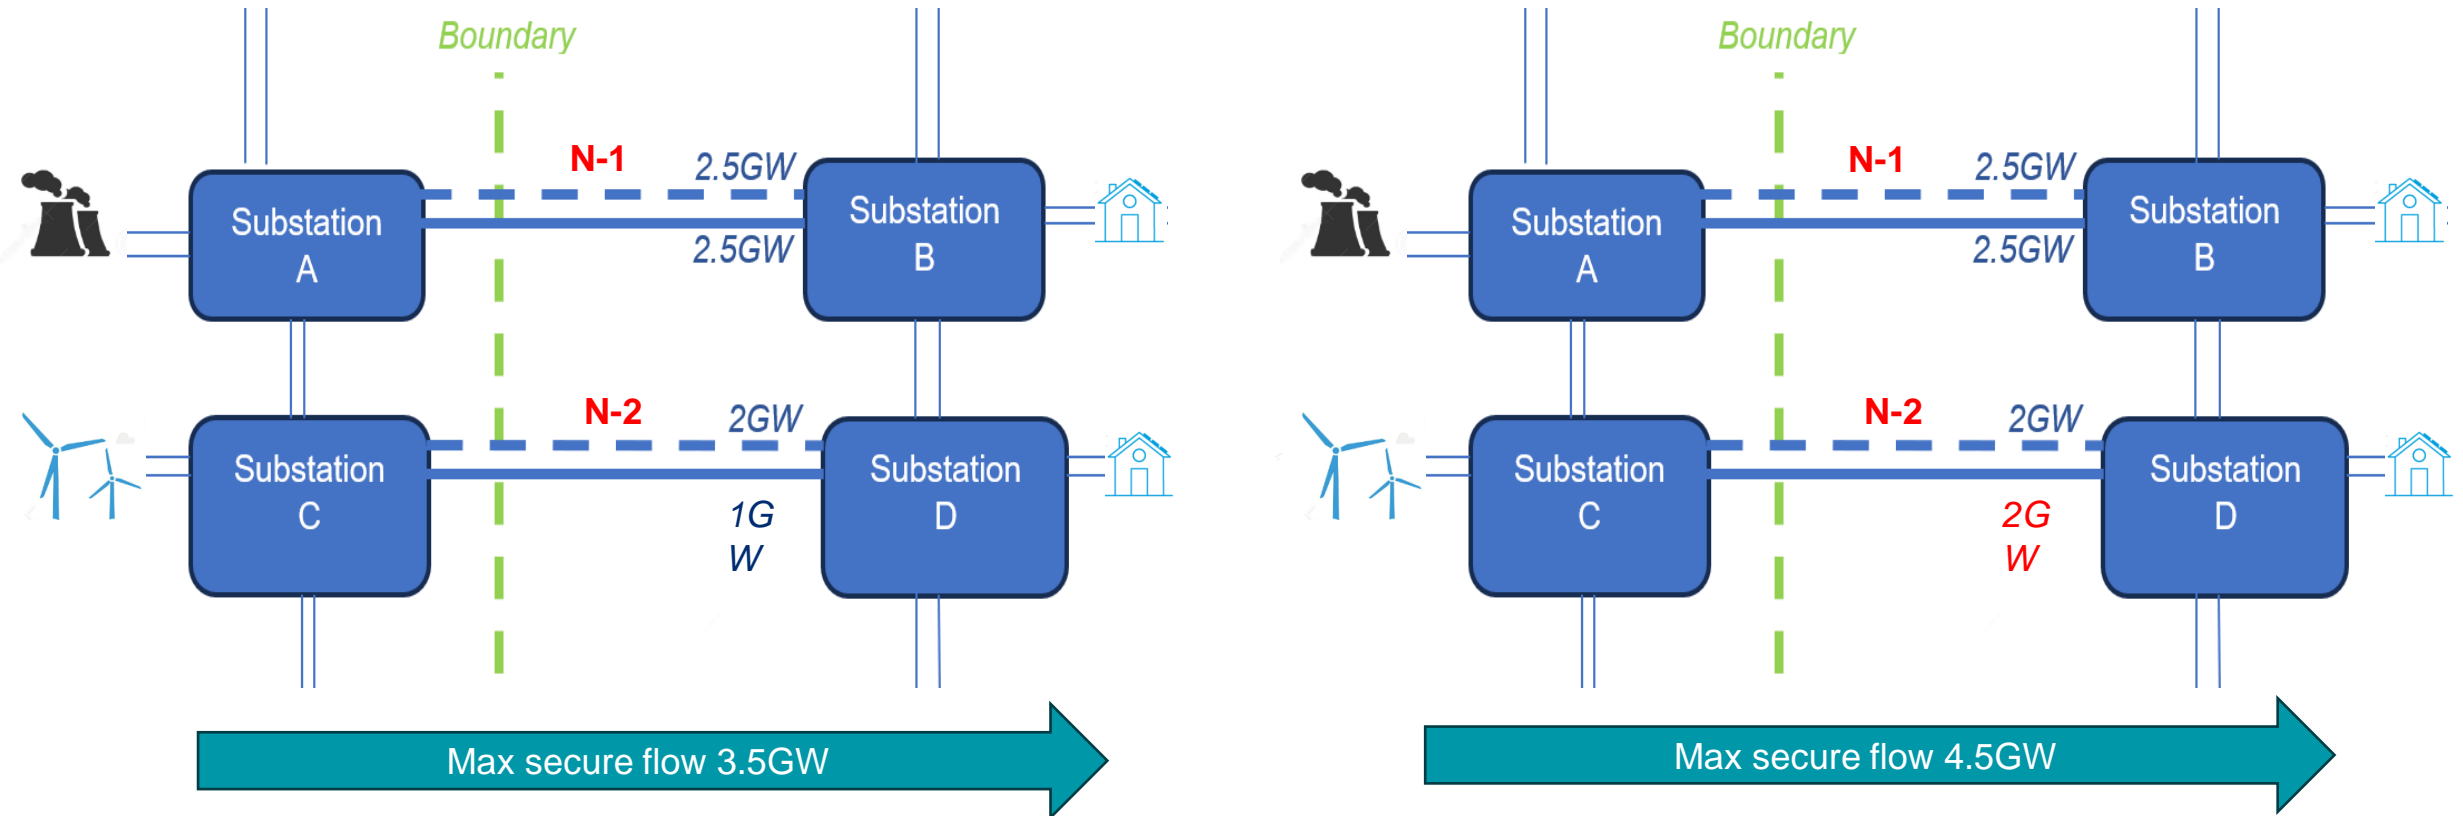 Boundary
N-1
2.5GW
Substation
A
2.5GW
Substation
B
N-2
2GW
Substation
C
1G
W
Substation
D
Max secure flow 3.5GW
Boundary
N-1
2.5GW
Substation
A
2.5GW
Substation
B
N-2
2GW
Substation
C
2G
W
Substation
D
Max secure flow 4.5GW